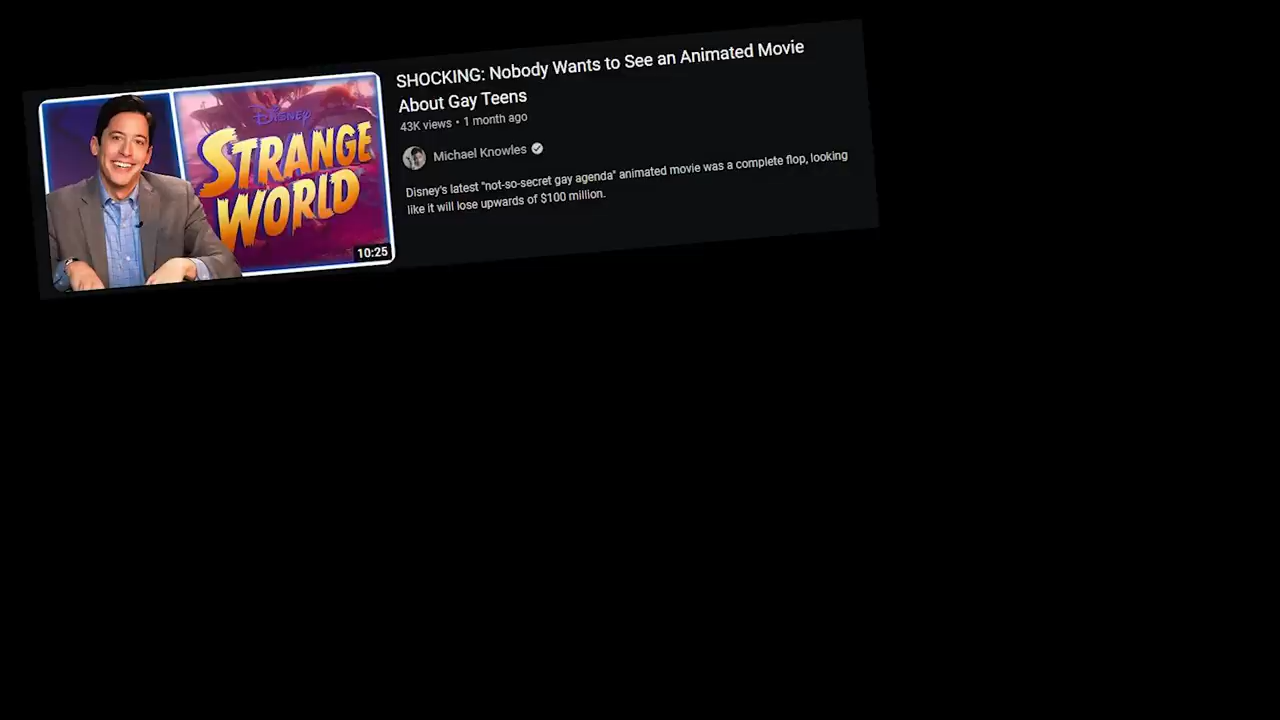 SHOCKING: Nobody Wants to See an Animated Movie
About Gay Teens
43K views • 1 month ago
Michael Knowles
Disney's latest "not-so-secret gay agenda" animated movie was a complete flop, looking
like it will lose upwards of $100 million.
DISNEY
STRANGE
WORLD
10:25